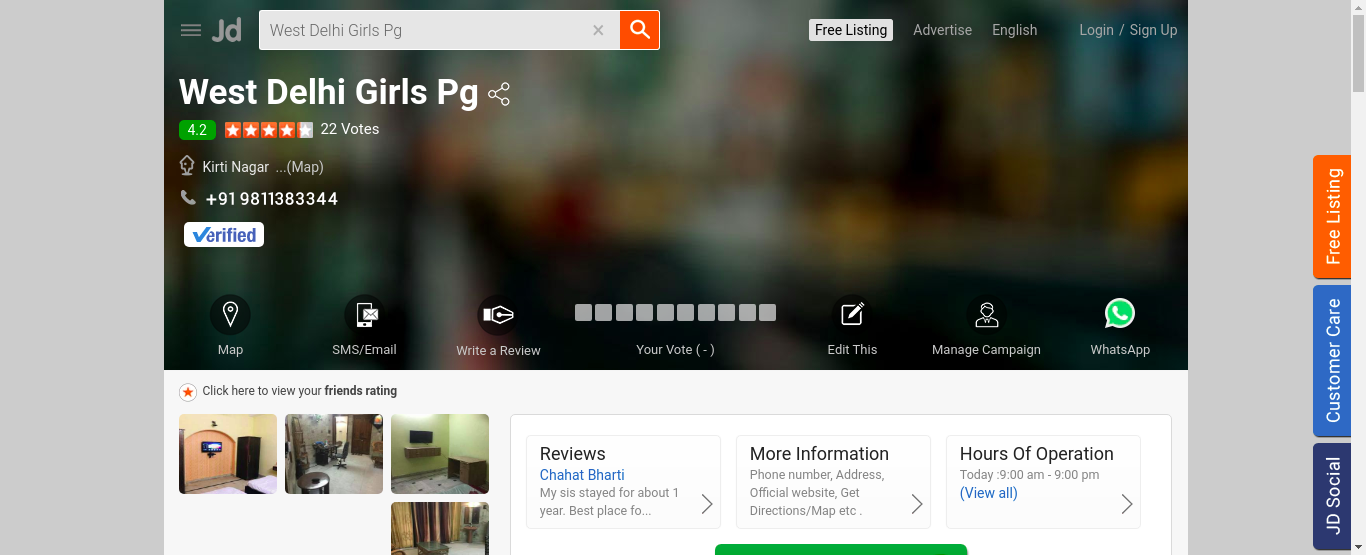 Jd
West Delhi Girls Pg
Free Listing
Advertise
English
Login / Sign Up
West Delhi Girls Pg
4.2
22 Votes
Kirti Nagar ...(Map)
+91 9811383344
Verified
Map
SMS/Email
Write a Review
Your Vote ( - )
Edit This
Manage Campaign
WhatsApp
Free Listing
Customer Care
JD Social
Click here to view your friends rating
Reviews
Chahat Bharti
My sis stayed for about 1
year. Best place fo...
More Information
Phone number, Address,
Official website, Get
Directions/Map etc .
Hours Of Operation
Today :9:00 am - 9:00 pm
(View all)